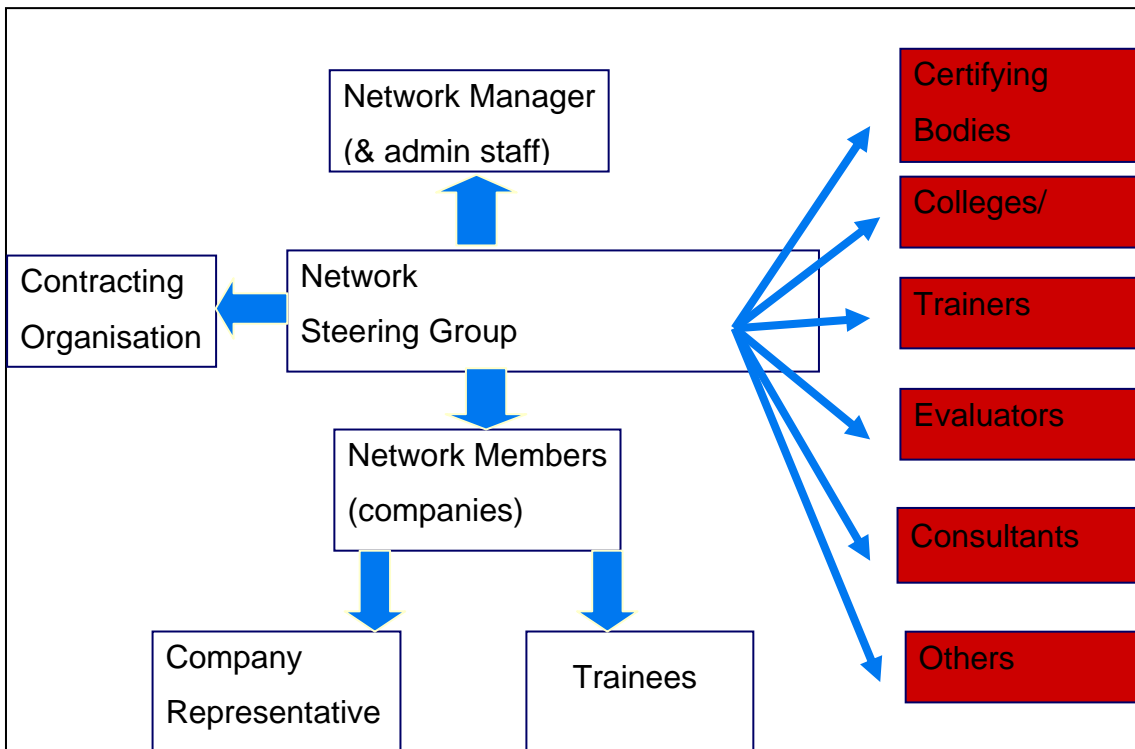 Network Manager
(& admin staff)
Contracting
Organisation
Network
Steering Group
Network Members
(companies)
Company
Representative
Trainees
Certifying
Bodies
Colleges/
Trainers
Evaluators
Consultants
Others